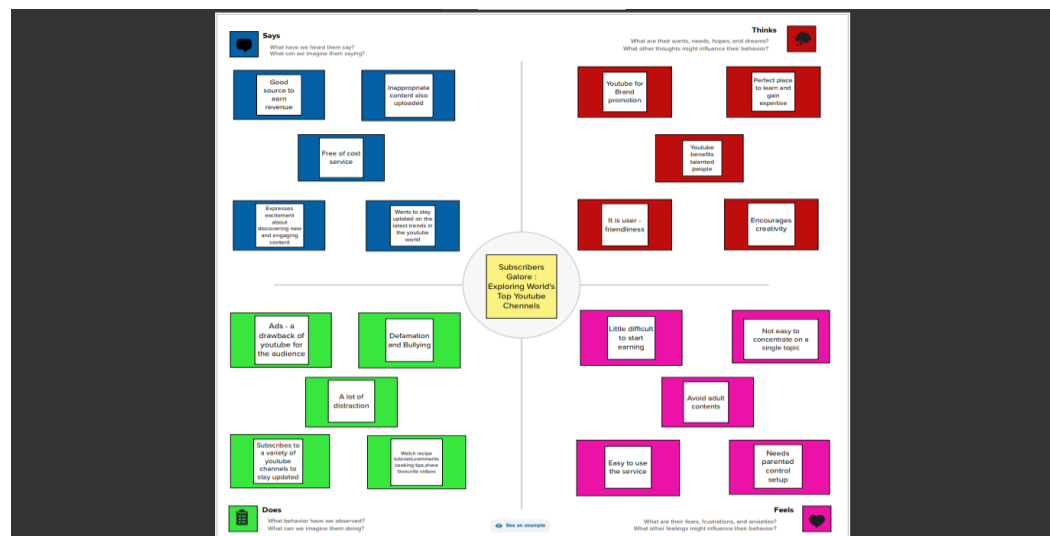 Says
What have we heard them say?
What can we imagine them saying?
Good
source to
earn
revenue
Inappropriate
content also
uploaded
Free of cost
service
Expresses
excitement
about
discovering new
and engaging
content
Wants to stay
uptated on the
latest trends in
the youtube
world
Thinks
What are their wants, needs, hopes, and dreams?
What other thoughts might influence their behavior?
Youtube for
Brand
promotion
Perfect place
to learn and
gain
expertise
Youtube
benefits
talented
people
It is user -
friendliness
Encourages
creativity
Subscribers
Galore :
Exploring World's
Top Youtube
Chennels
Ads - a
drawback of
youtube for
the audience
Defamation
and Bullying
A lot of
distraction
Subscribes to
a variety of
youtube
channels to
stay updated
Watch recipe
tutorials,comments
cooking tips,share
favourite videos
Does
What behavior have we observed?
What can we imagine them doing?
Little difficult
to start
earning
Not easy to
concentrate on a
single topic
Avoid adult
contents
Easy to use
the service
Needs
parented
control
setup
Feels
What are their fears, frustrations, and anxieties?
What other feelings might influence their behavior?
See an example